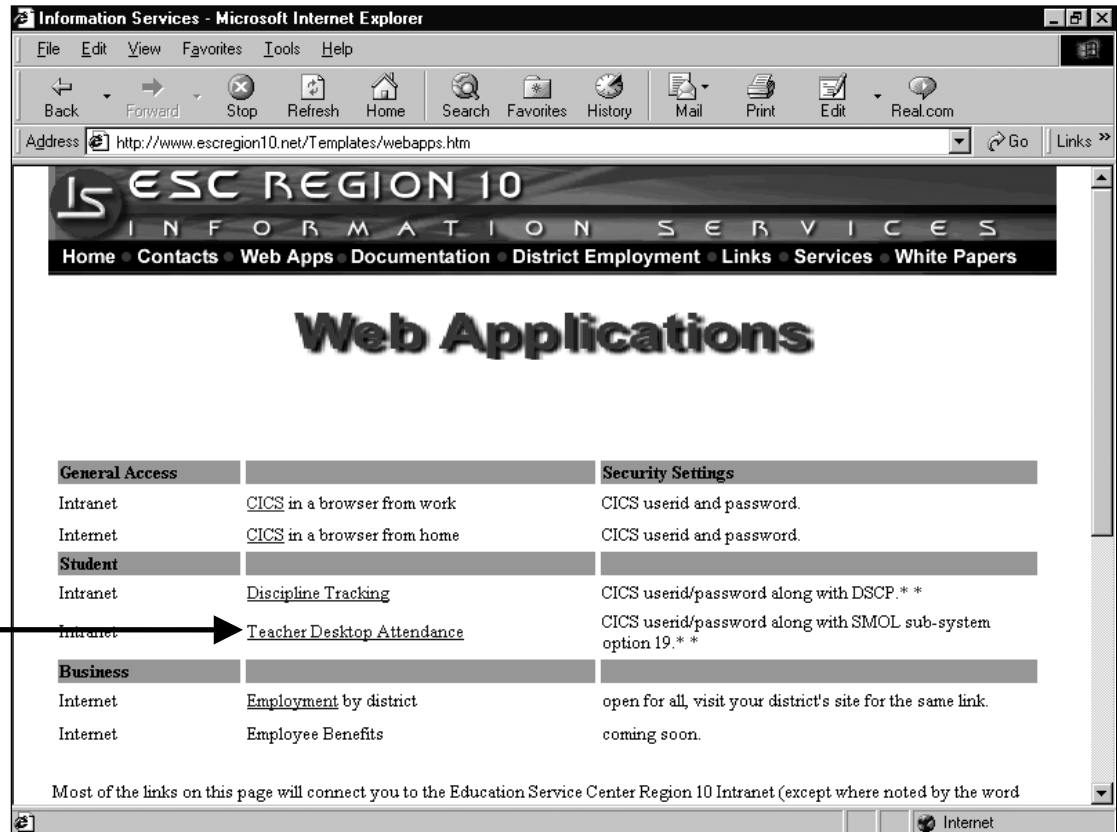 Information Services - Microsoft Internet Explorer
File Edit View Favorites Tools Help
Back Forward Stop Refresh Home Search Favorites History Mail Print Edit Real.com
Address http://www.escregion10.net/Templates/webapps.htm Go Links »
IS ESC REGION 10
INFORMATION SERVICES
Home Contacts Web Apps Documentation District Employment Links Services White Papers
Web Applications
General Access Security Settings
Intranet CICS in a browser from work CICS userid and password.
Internet CICS in a browser from home CICS userid and password.
Student
Intranet Discipline Tracking CICS userid/password along with DSCP.* *
Intranet Teacher Desktop Attendance CICS userid/password along with SMOL sub-system
option 19.* *
Business
Internet Employment by district open for all, visit your district's site for the same link.
Internet Employee Benefits coming soon.
Most of the links on this page will connect you to the Education Service Center Region 10 Intranet (except where noted by the word
Internet